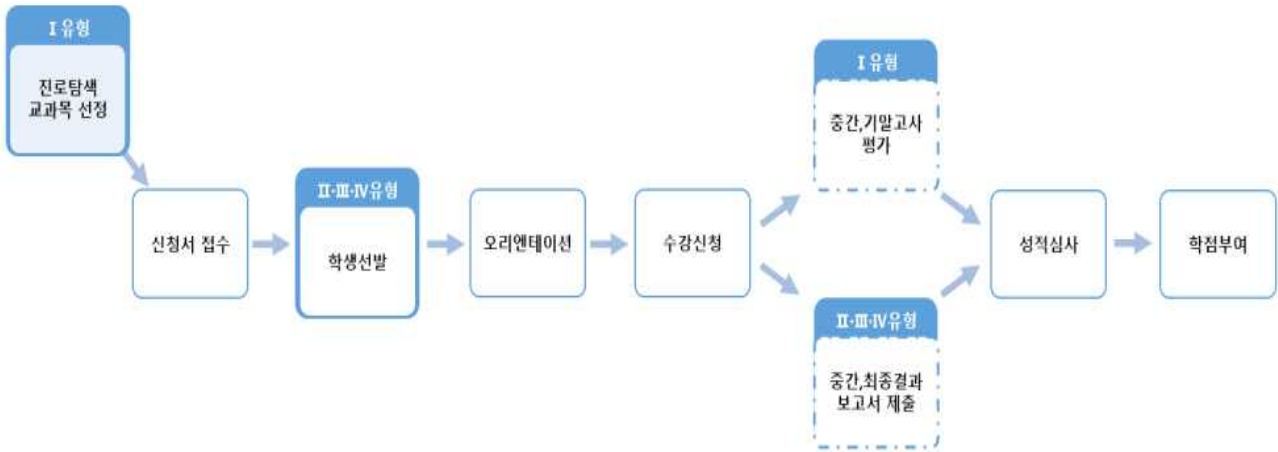 Ⅰ 유형
진로탐색
교과목 선정
신청서 접수
Ⅱ·Ⅲ·Ⅳ유형
학생선발
오리엔테이션
수강신청
Ⅰ 유형
중간,기말고사
평가
Ⅱ·Ⅲ·Ⅳ유형
중간,최종결과
보고서 제출
성적심사
학점부여